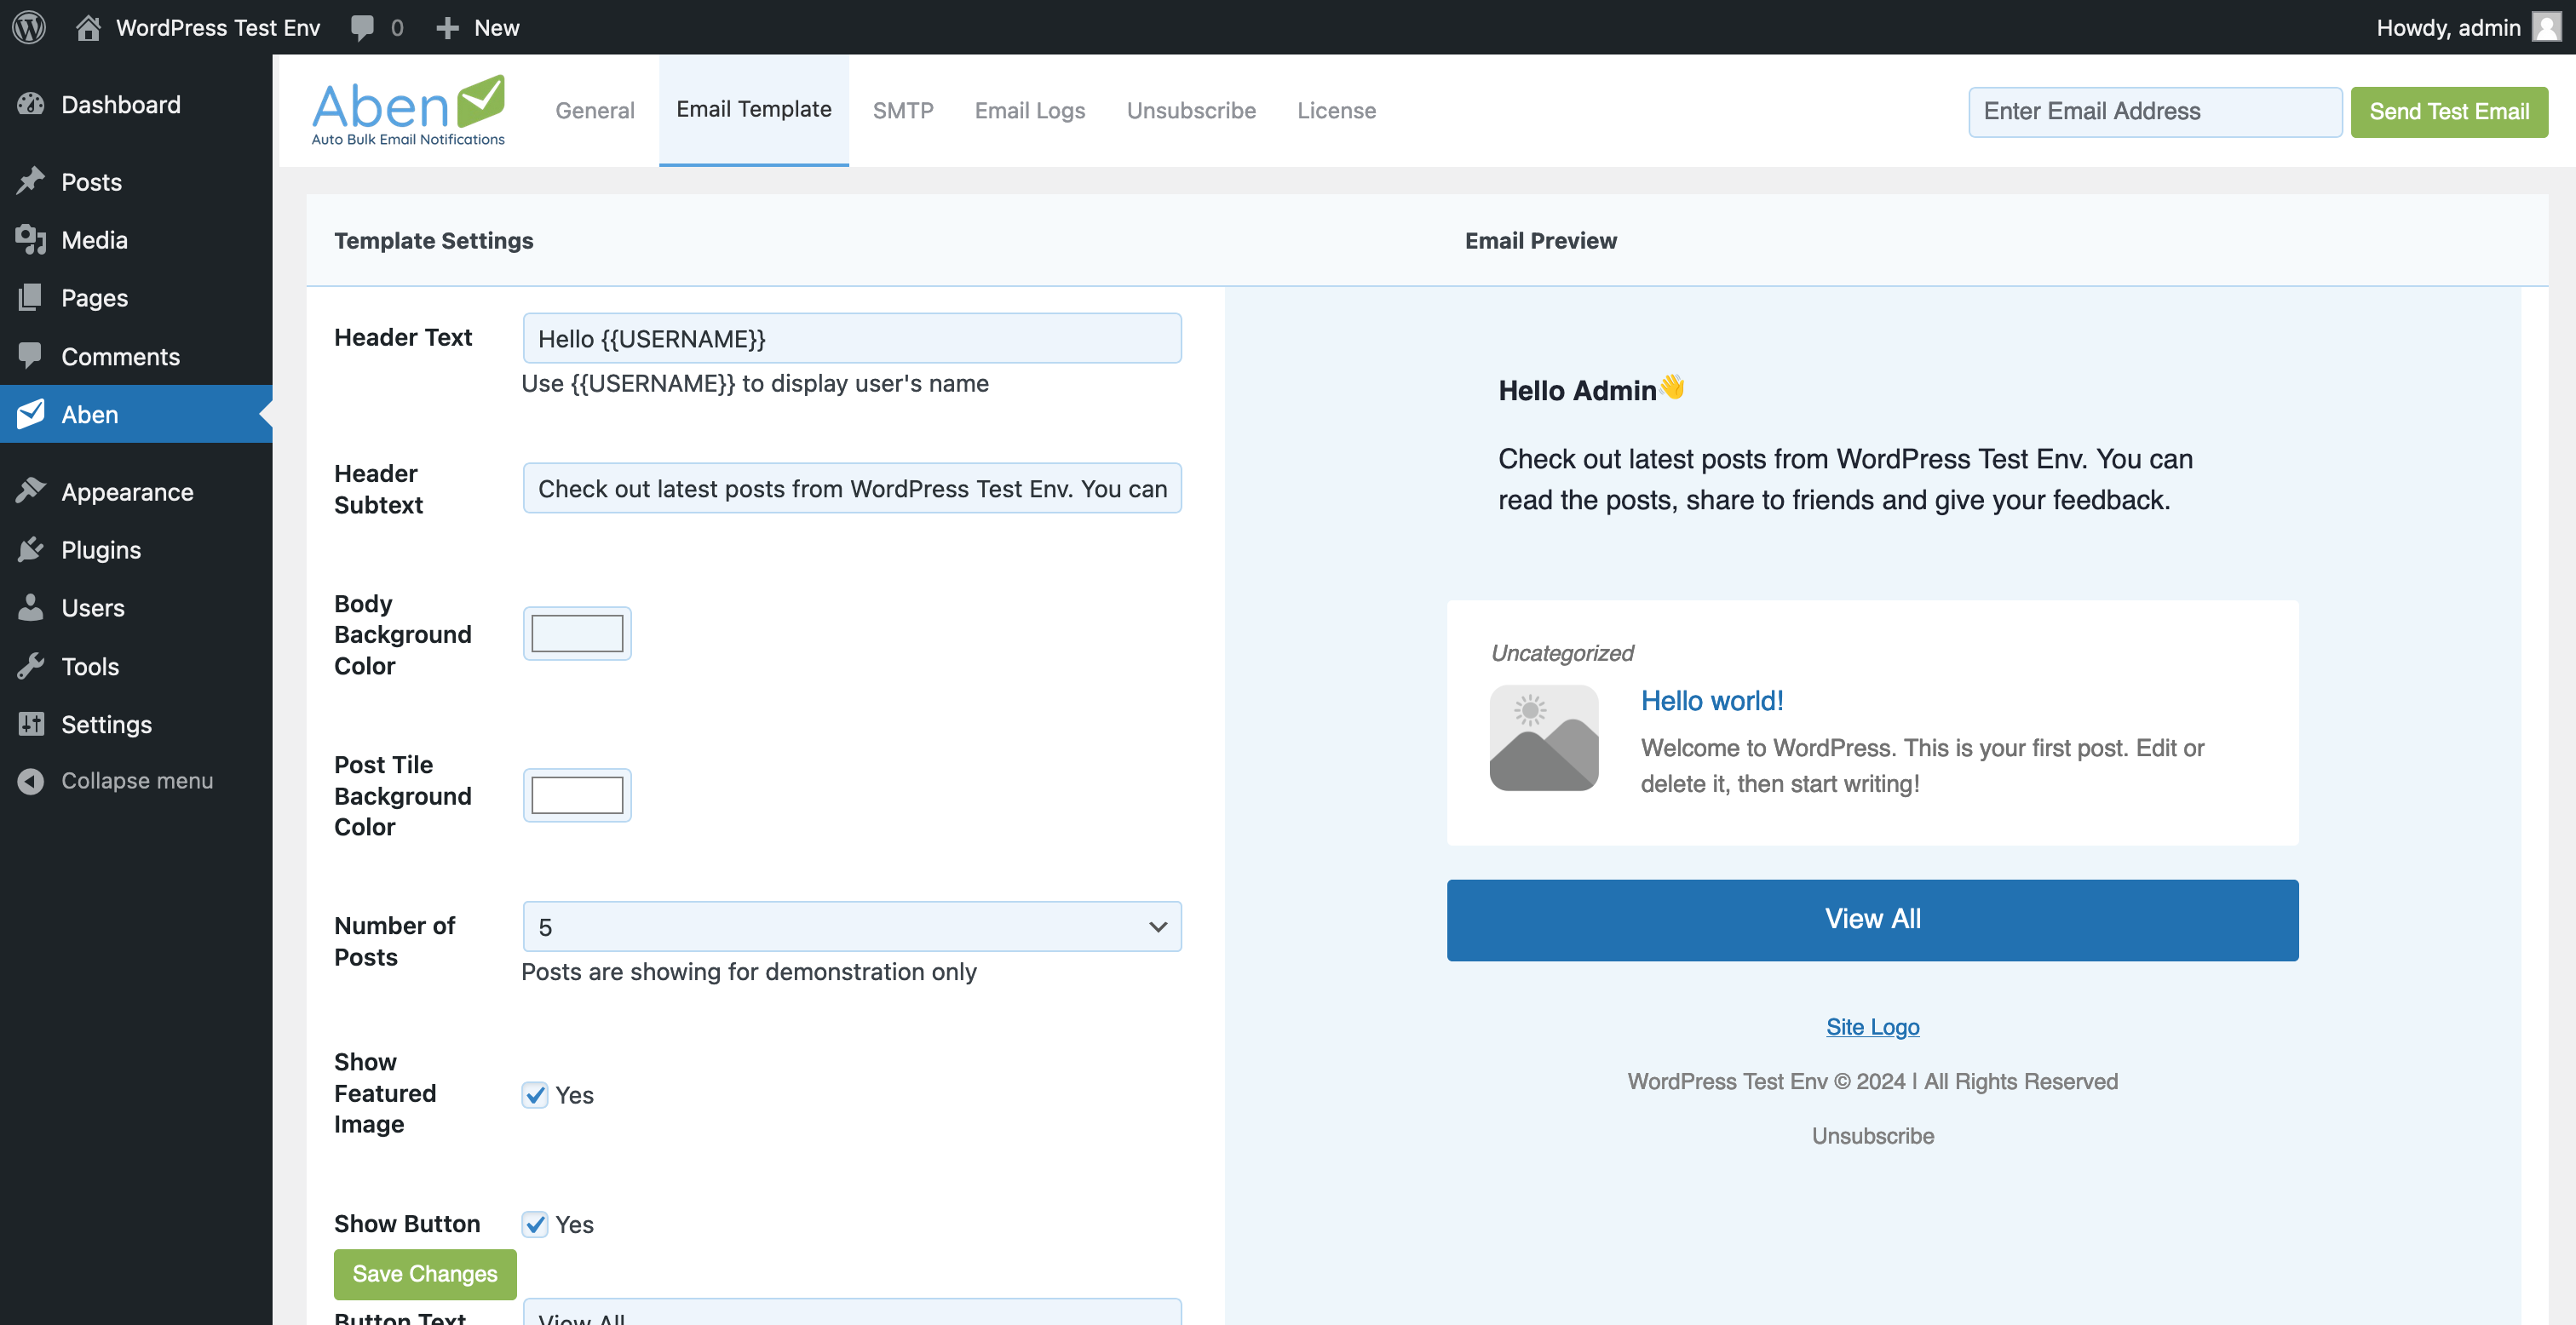 WordPress Test Env
0
New
Howdy, admin
Dashboard
Posts
Media
Pages
Comments
Aben
Appearance
Plugins
Users
Tools
Settings
Collapse menu
Aben
Auto Bulk Email Notifications
General
Email Template
SMTP
Email Logs
Unsubscribe
License
Enter Email Address
Send Test Email
Template Settings
Header Text
Hello {{USERNAME}}
Use {{USERNAME}} to display user's name
Header
Subtext
Check out latest posts from WordPress Test Env. You can
Body
Background
Color
Post Tile
Background
Color
Number of
Posts
5
Posts are showing for demonstration only
Show
Featured
Image
Yes
Show Button
Yes
Save Changes
Button Text
View All
Email Preview
Hello Admin👋
Check out latest posts from WordPress Test Env. You can
read the posts, share to friends and give your feedback.
Uncategorized
Hello world!
Welcome to WordPress. This is your first post. Edit or
delete it, then start writing!
View All
Site Logo
WordPress Test Env © 2024 | All Rights Reserved
Unsubscribe